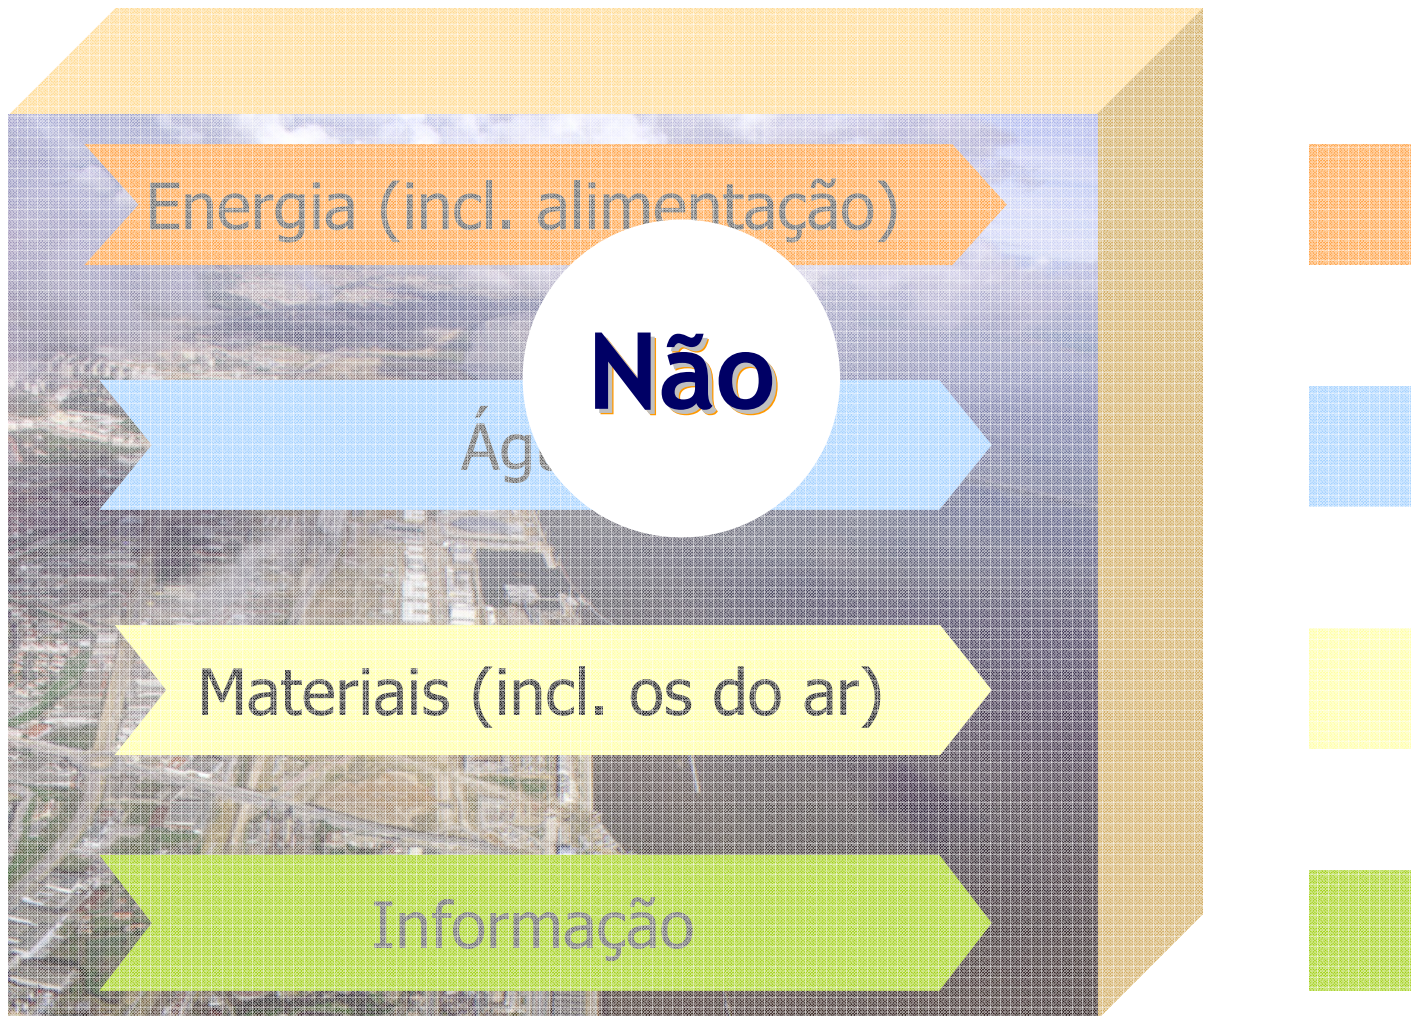 Energia (incl. alimentação)
Não
Materiais (incl. os do ar)
Informação